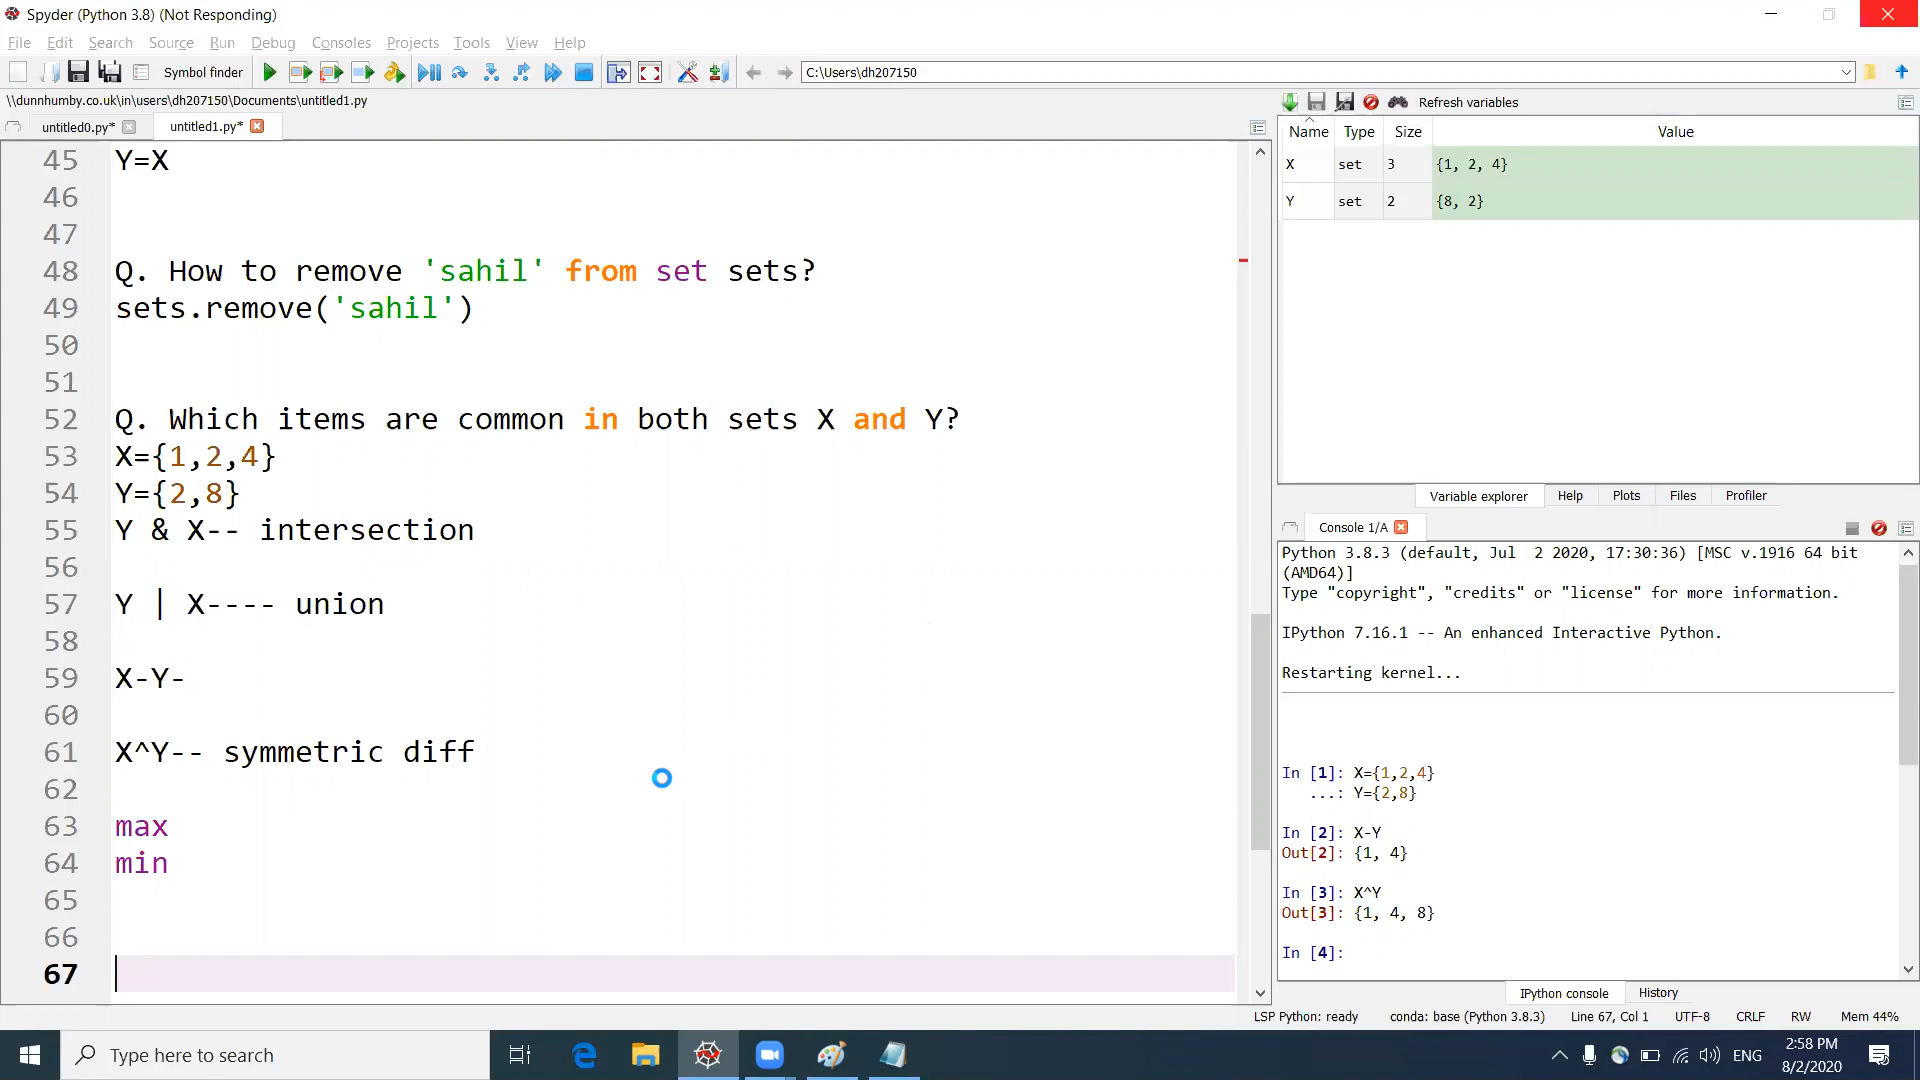 Spyder (Python 3.8) (Not Responding)
File Edit Search Source Run Debug Consoles Projects Tools View Help
Symbol finder
C:\Users\dh207150
\\dunnhumby.co.uk\in\users\dh207150\Documents\untitled1.py
untitled0.py*
untitled1.py*
45 Y=X
46
47
48 Q. How to remove 'sahil' from set sets?
49 sets.remove('sahil')
50
51
52 Q. Which items are common in both sets X and Y?
53 X={1,2,4}
54 Y={2,8}
55 Y & X-- intersection
56
57 Y | X---- union
58
59 X-Y-
60
61 X^Y-- symmetric diff
62
63 max
64 min
65
66
67
Refresh variables
Name Type Size Value
X set 3 {1, 2, 4}
Y set 2 {8, 2}
Variable explorer Help Plots Files Profiler
Console 1/A
Python 3.8.3 (default, Jul  2 2020, 17:30:36) [MSC v.1916 64 bit
(AMD64)]
Type "copyright", "credits" or "license" for more information.
IPython 7.16.1 -- An enhanced Interactive Python.
Restarting kernel...
In [1]: X={1,2,4}
...: Y={2,8}
In [2]: X-Y
Out[2]: {1, 4}
In [3]: X^Y
Out[3]: {1, 4, 8}
In [4]:
IPython console History
LSP Python: ready conda: base (Python 3.8.3) Line 67, Col 1 UTF-8 CRLF RW Mem 44%
Type here to search
ENG
2:58 PM
8/2/2020